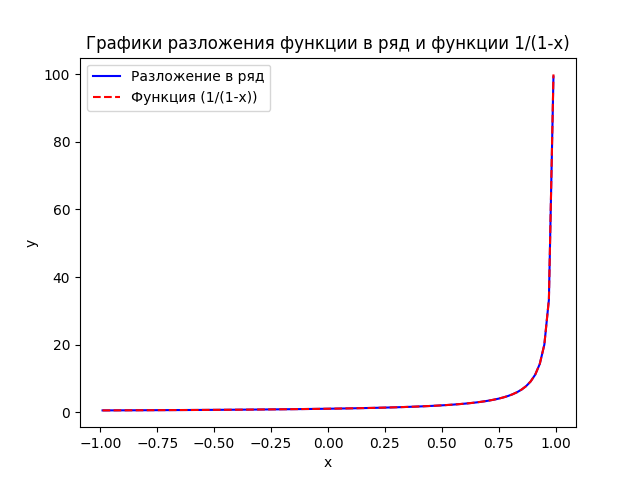 Графики разложения функции в ряд и функции 1/(1-x)
Разложение в ряд
Функция (1/(1-x))
y
100
80
60
40
20
0
−1.00 −0.75 −0.50 −0.25 0.00 0.25 0.50 0.75 1.00
x